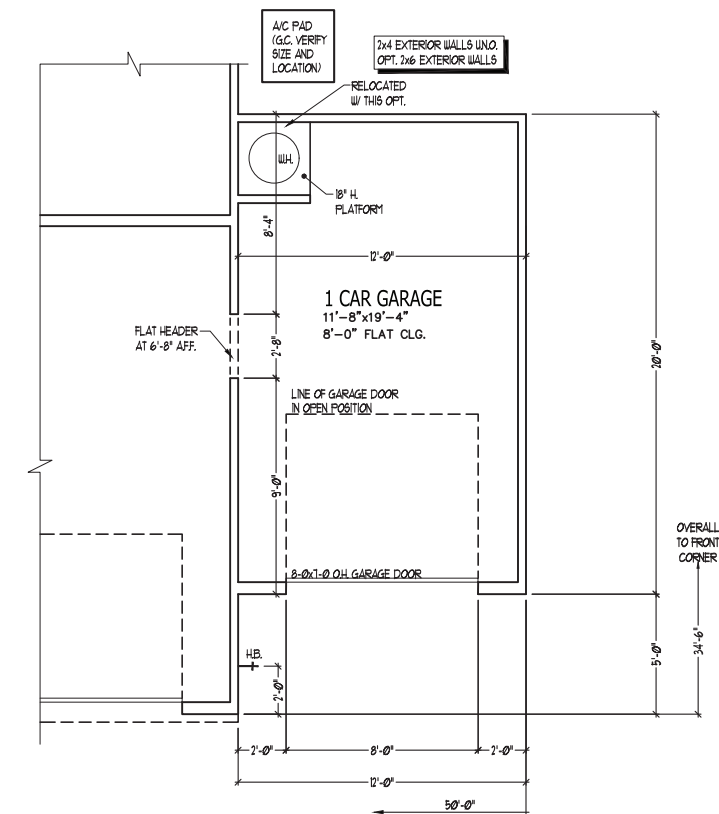 A/C PAD
(G.C. VERIFY
SIZE AND
LOCATION)
2x4 EXTERIOR WALLS U.N.O.
OPT. 2x6 EXTERIOR WALLS
RELOCATED
W/ THIS OPT.
W.H.
18" H.
PLATFORM
8'-4"
12'-0"
1 CAR GARAGE
11'-8"x19'-4"
8'-0" FLAT CLG.
FLAT HEADER
AT 6'-8" A.F.F.
2'-8"
20'-0"
LINE OF GARAGE DOOR
IN OPEN POSITION
9'-0"
OVERALL
TO FRONT
CORNER
8-0x7-0 O.H. GARAGE DOOR
H.B.
2'-0"
5'-0"
34'-6"
2'-0"
8'-0"
2'-0"
12'-0"
50'-0"